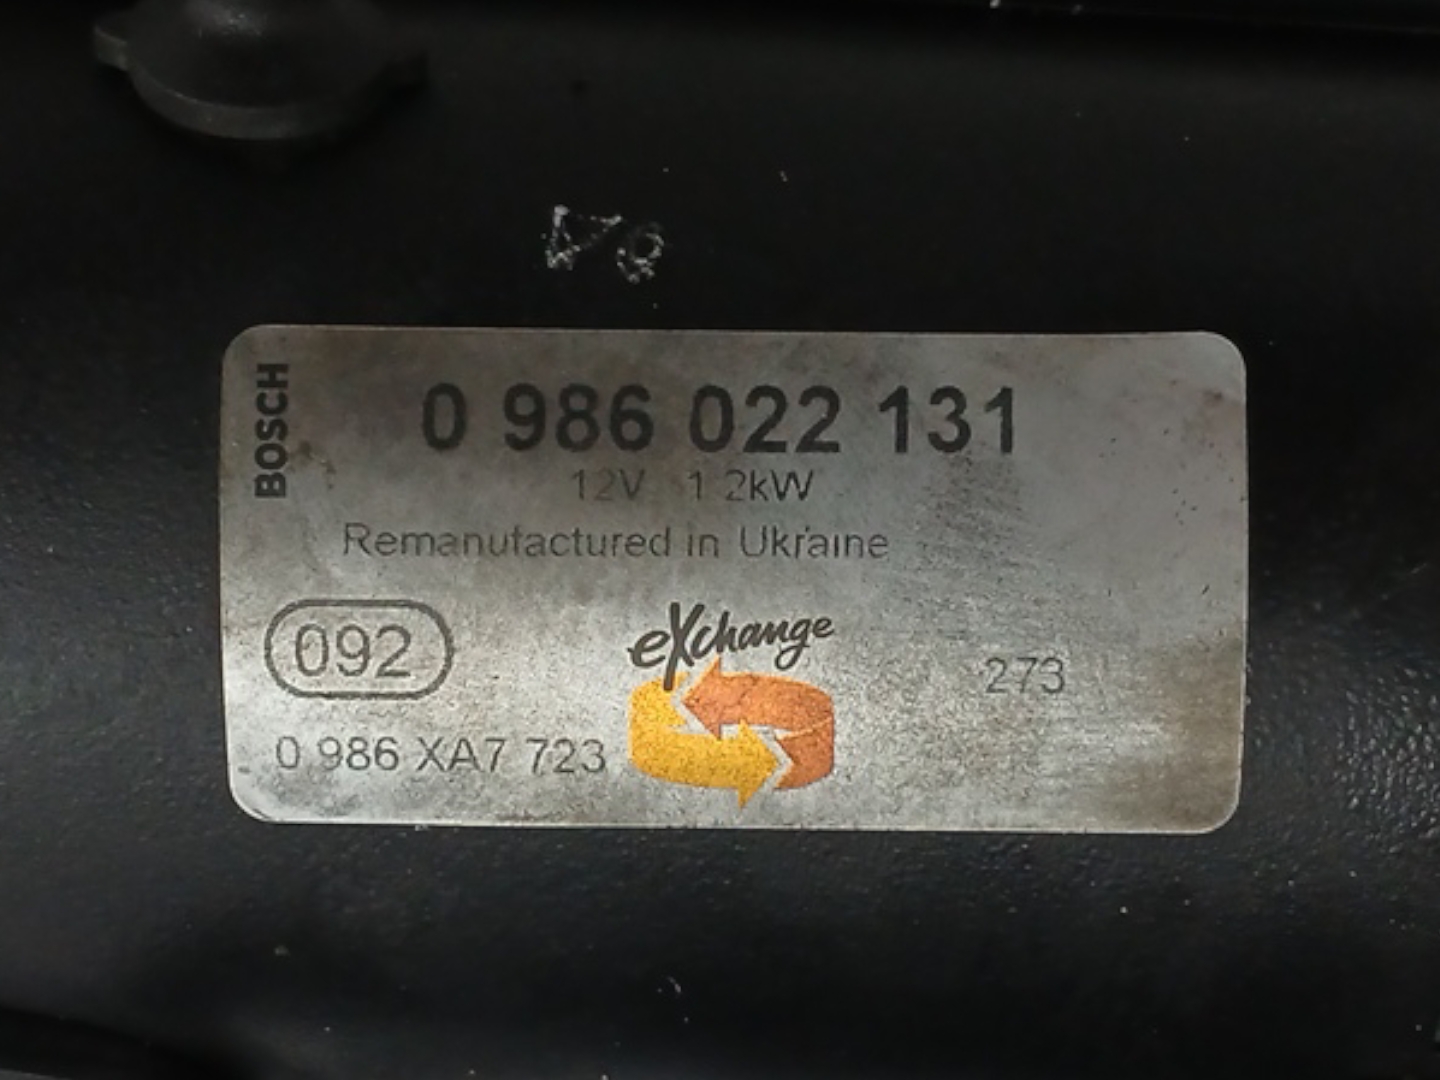 BOSCH
0 986 022 131
12V 1.2kW
Remanufactured in Ukraine
092
eXchange
273
0 986 XA7 723